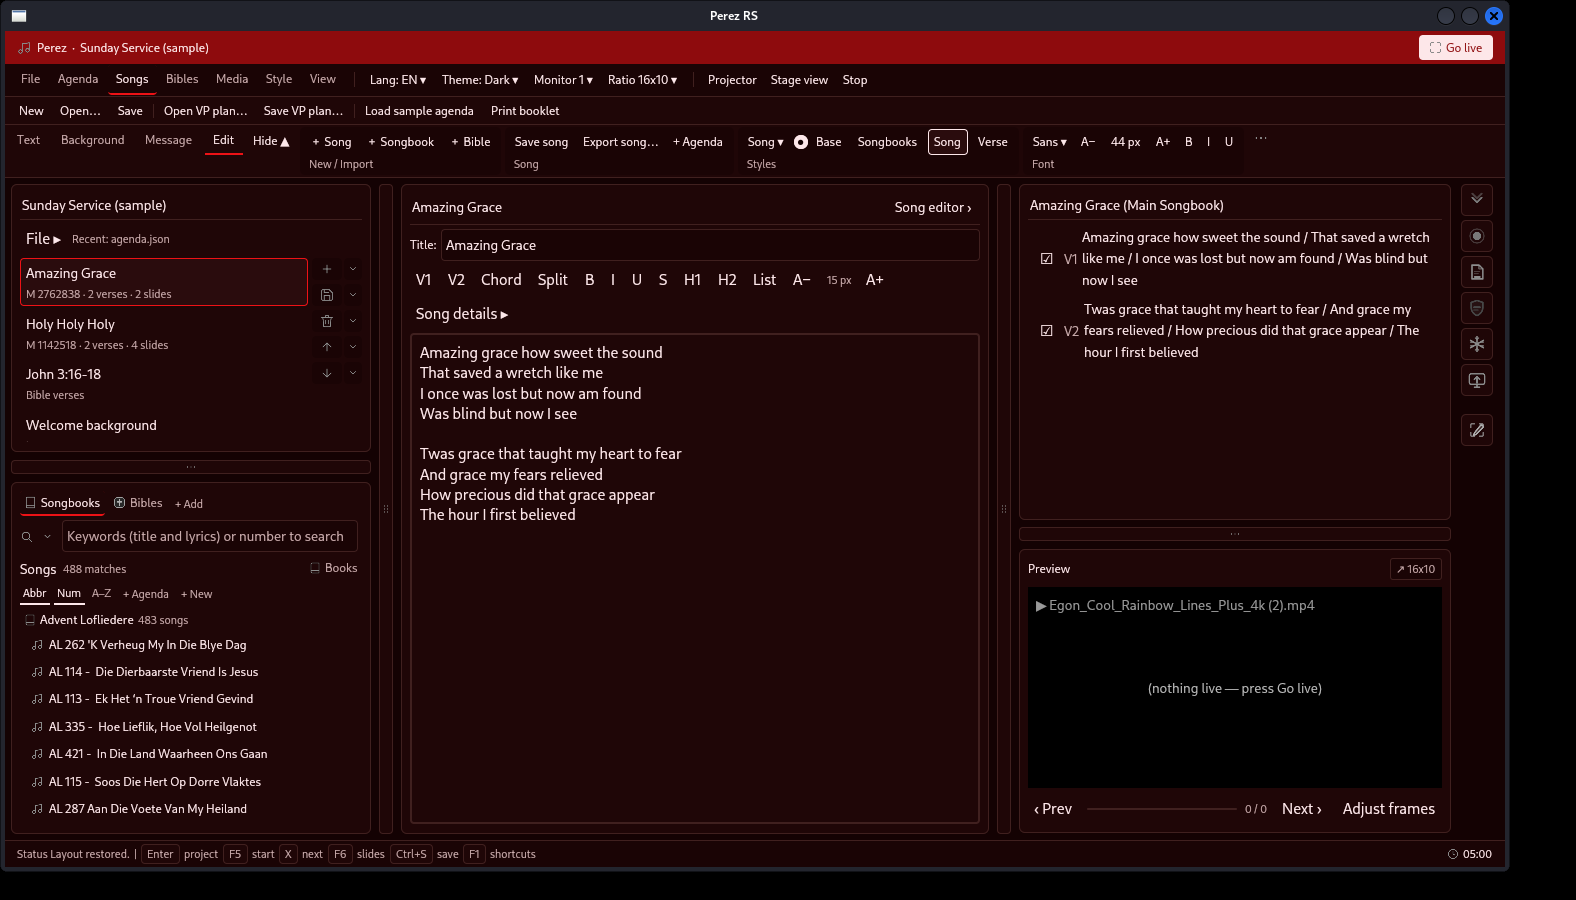 Perez RS
Perez · Sunday Service (sample)
Go live
File Agenda Songs Bibles Media Style View Lang: EN ▾ Theme: Dark ▾ Monitor 1 ▾ Ratio 16x10 ▾ Projector Stage view Stop
New Open... Save Open VP plan... Save VP plan... Load sample agenda Print booklet
Text Background Message Edit Hide ▲ + Song + Songbook + Bible Save song Export song... + Agenda Song ▾ Base Songbooks Song Verse Sans ▾ A− 44 px A+ B I U ...
New / Import Song Styles Font
Sunday Service (sample)
File ▸ Recent: agenda.json
Amazing Grace
M 2762838 · 2 verses · 2 slides
Holy Holy Holy
M 1142518 · 2 verses · 4 slides
John 3:16-18
Bible verses
Welcome background
Songbooks Bibles + Add
Keywords (title and lyrics) or number to search
Songs 488 matches Books
Abbr Num A–Z + Agenda + New
Advent Lofliedere 483 songs
AL 262 'K Verheug My In Die Blye Dag
AL 114 - Die Dierbaarste Vriend Is Jesus
AL 113 - Ek Het ‘n Troue Vriend Gevind
AL 335 - Hoe Lieflik, Hoe Vol Heilgenot
AL 421 - In Die Land Waarheen Ons Gaan
AL 115 - Soos Die Hert Op Dorre Vlaktes
AL 287 Aan Die Voete Van My Heiland
Amazing Grace Song editor ›
Title: Amazing Grace
V1 V2 Chord Split B I U S H1 H2 List A− 15 px A+
Song details ▸
Amazing grace how sweet the sound
That saved a wretch like me
I once was lost but now am found
Was blind but now I see
Twas grace that taught my heart to fear
And grace my fears relieved
How precious did that grace appear
The hour I first believed
Amazing Grace (Main Songbook)
Amazing grace how sweet the sound / That saved a wretch
V1 like me / I once was lost but now am found / Was blind but
now I see
Twas grace that taught my heart to fear / And grace my
V2 fears relieved / How precious did that grace appear / The
hour I first believed
Preview ↗ 16x10
▶ Egon_Cool_Rainbow_Lines_Plus_4k (2).mp4
(nothing live — press Go live)
‹ Prev 0 / 0 Next › Adjust frames
Status Layout restored. | Enter project F5 start X next F6 slides Ctrl+S save F1 shortcuts 05:00